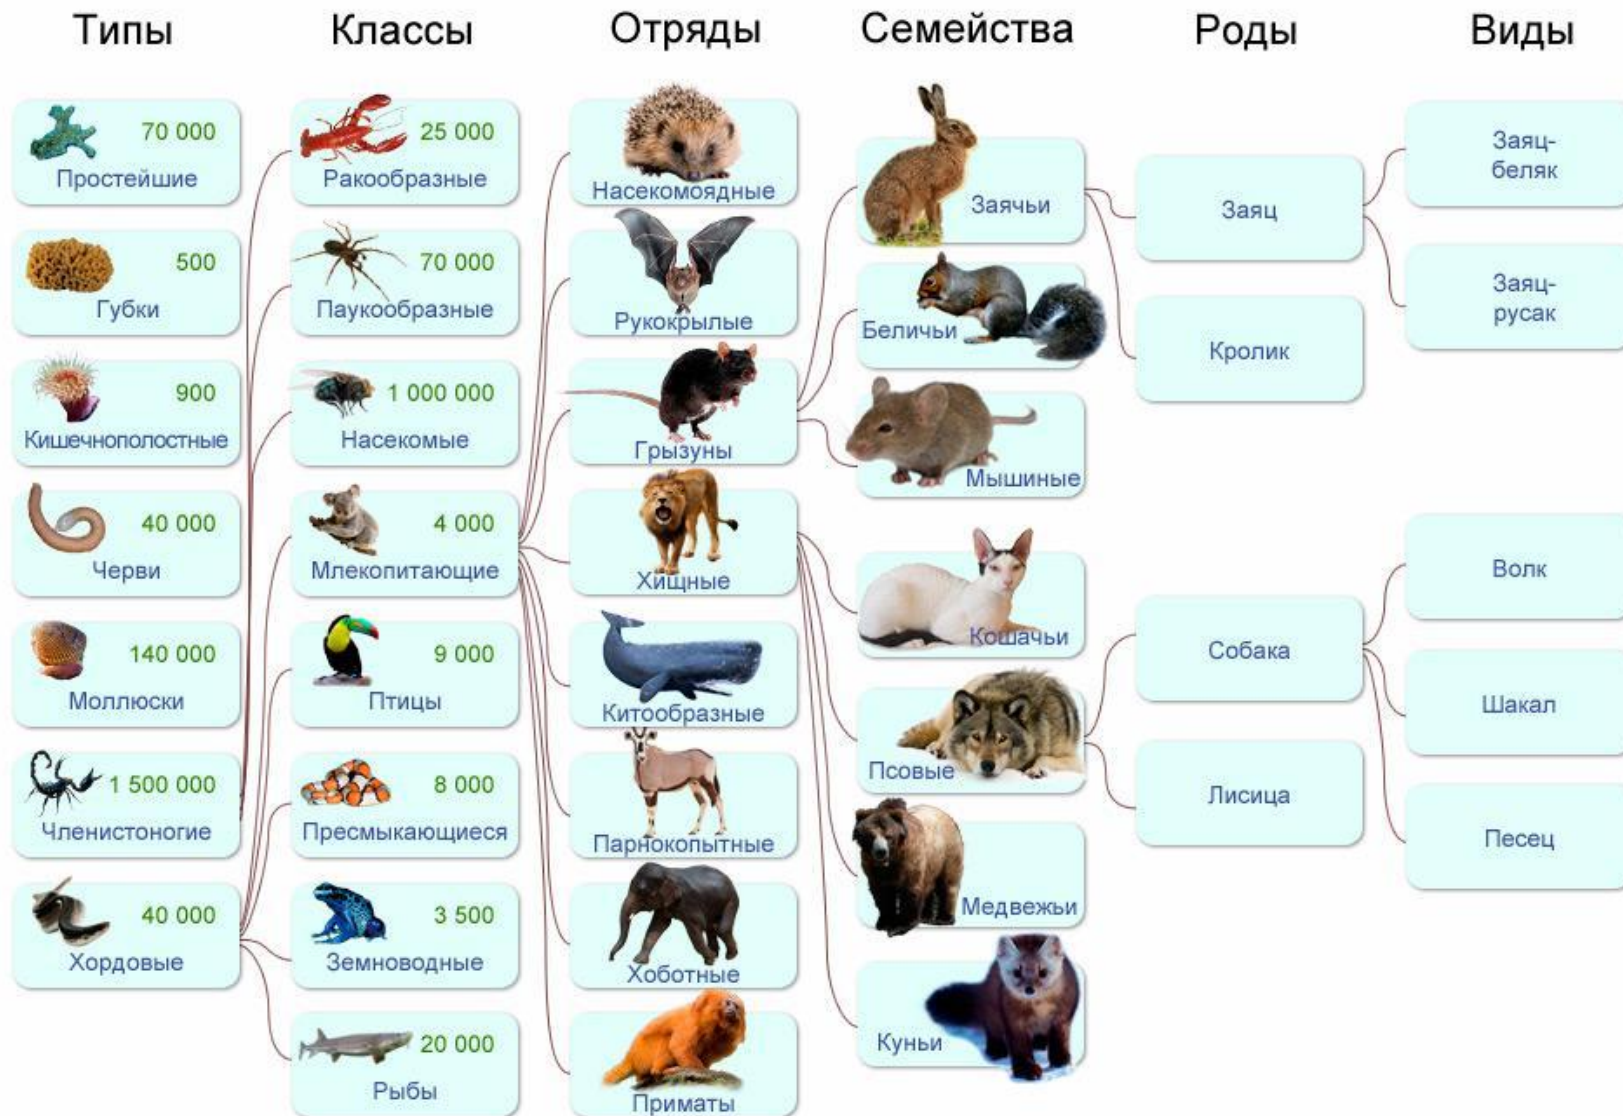 Типы
Классы
Отряды
Семейства
Роды
Виды
70 000
Простейшие
500
Губки
900
Кишечнополостные
40 000
Черви
140 000
Моллюски
1 500 000
Членистоногие
40 000
Хордовые
25 000
Ракообразные
70 000
Паукообразные
1 000 000
Насекомые
4 000
Млекопитающие
9 000
Птицы
8 000
Пресмыкающиеся
3 500
Земноводные
20 000
Рыбы
Насекомоядные
Рукокрылые
Грызуны
Хищные
Китообразные
Парнокопытные
Хоботные
Приматы
Заячьи
Беличьи
Мышиные
Кошачьи
Псовые
Медвежьи
Куньи
Заяц
Кролик
Собака
Лисица
Заяц-
беляк
Заяц-
русак
Волк
Шакал
Песец